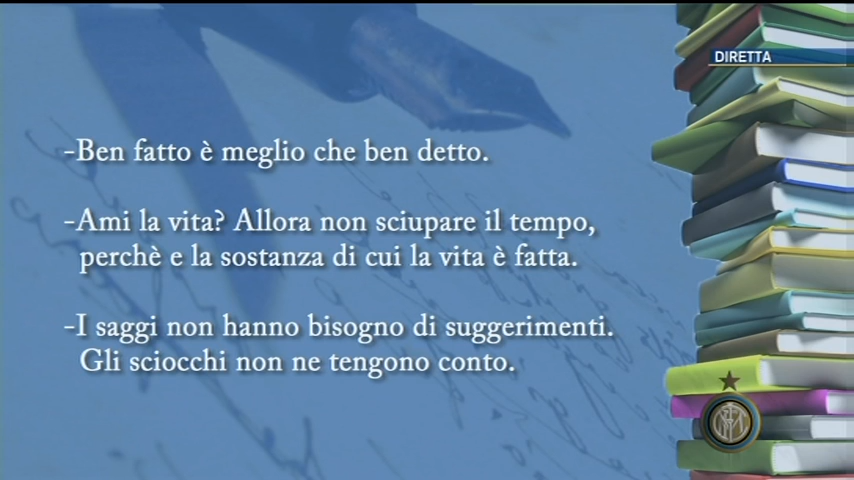 DIRETTA
-Ben fatto è meglio che ben detto.
-Ami la vita? Allora non sciupare il tempo,
perchè e la sostanza di cui la vita è fatta.
-I saggi non hanno bisogno di suggerimenti.
Gli sciocchi non ne tengono conto.